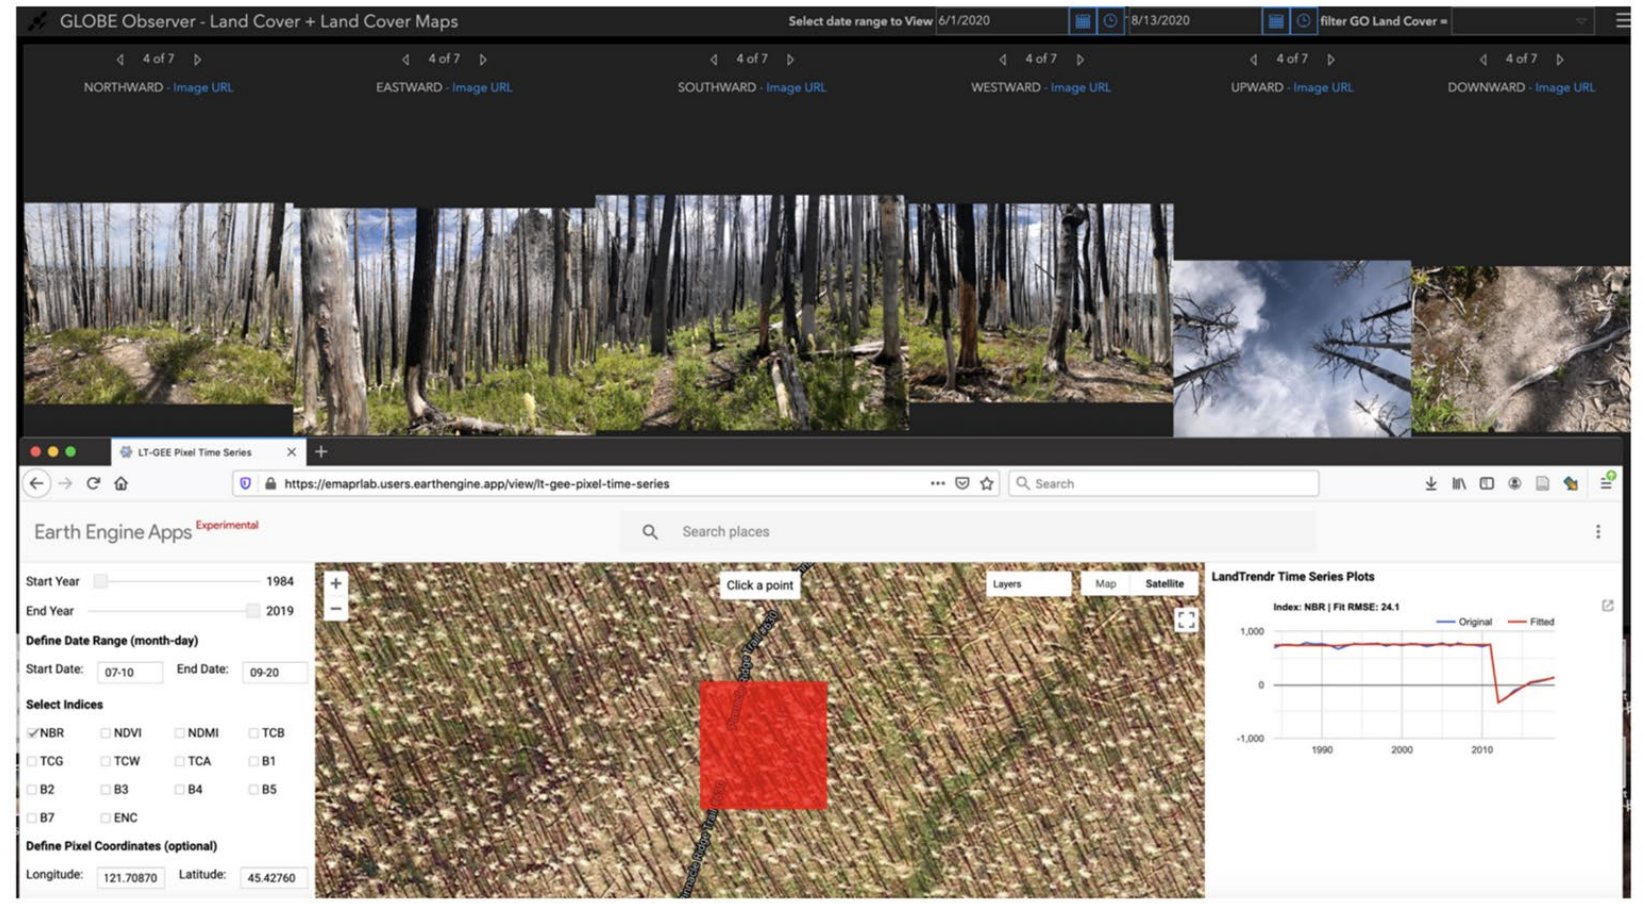 GLOBE Observer - Land Cover + Land Cover Maps
Select date range to View 6/1/2020 - 8/13/2020 filter GO Land Cover =
4 of 7 4 of 7 4 of 7 4 of 7 4 of 7 4 of 7
NORTHWARD - Image URL EASTWARD - Image URL SOUTHWARD - Image URL WESTWARD - Image URL UPWARD - Image URL DOWNWARD - Image URL
LT-GEE Pixel Time Series
https://emaprlab.users.earthengine.app/view/lt-gee-pixel-time-series
Search
Earth Engine Apps Experimental
Search places
Start Year 1984
End Year 2019
Define Date Range (month-day)
Start Date: 07-10 End Date: 09-20
Select Indices
NBR NDVI NDMI TCB
TCG TCW TCA B1
B2 B3 B4 B5
B7 ENC
Define Pixel Coordinates (optional)
Longitude: 121.70870 Latitude: 45.42760
+
−
Click a point
Layers
Map Satellite
Ridge Trail #630
nnacle Ridge Trail
LandTrendr Time Series Plots
Index: NBR | Fit RMSE: 24.1
Original Fitted
1,000
0
-1,000
1990 2000 2010